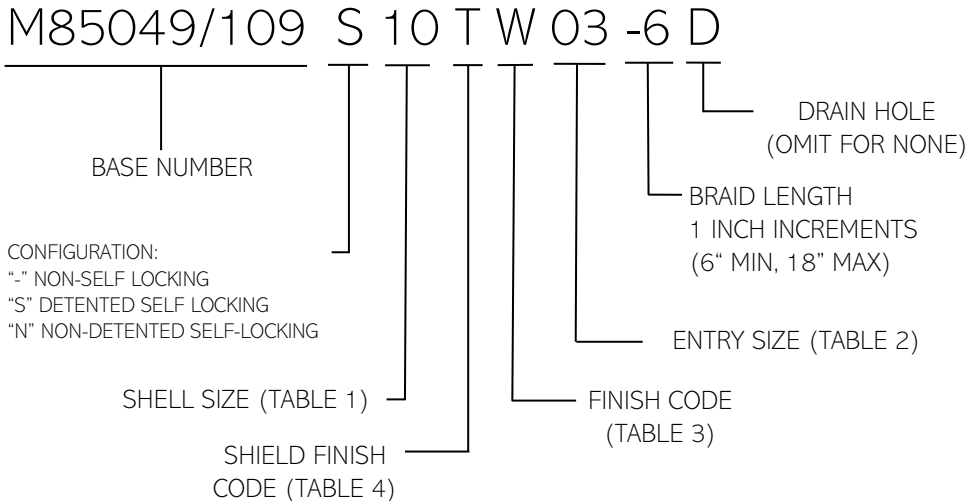 M85049/109 S 10 T W 03 -6 D
DRAIN HOLE
(OMIT FOR NONE)
BASE NUMBER
BRAID LENGTH
1 INCH INCREMENTS
(6“ MIN, 18” MAX)
CONFIGURATION:
“-” NON-SELF LOCKING
“S” DETENTED SELF LOCKING
“N” NON-DETENTED SELF-LOCKING
ENTRY SIZE (TABLE 2)
SHELL SIZE (TABLE 1)
FINISH CODE
(TABLE 3)
SHIELD FINISH
CODE (TABLE 4)